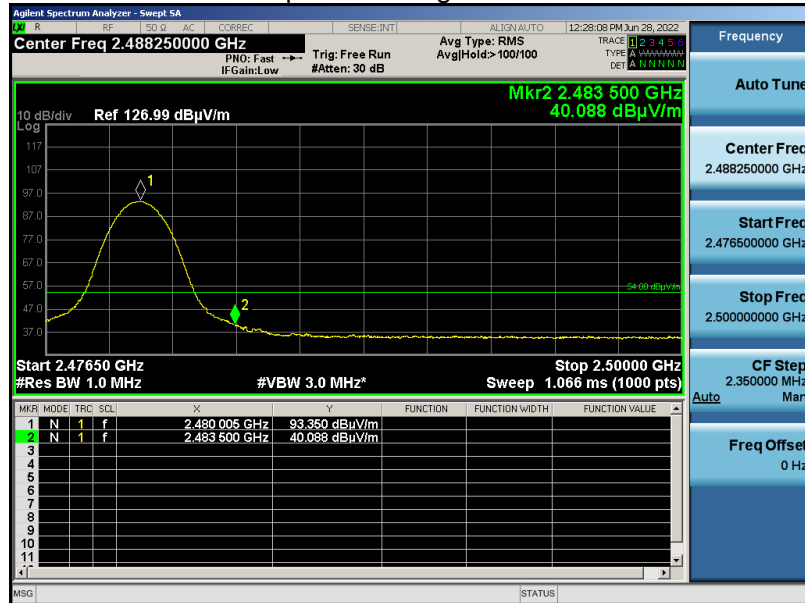 Agilent Spectrum Analyzer - Swept SA
LXI R RF 50 Ω AC CORREC SENSE:INT ALIGN AUTO 12:28:08 PM Jun 28, 2022
Center Freq 2.488250000 GHz
PNO: Fast
IFGain:Low
Trig: Free Run
#Atten: 30 dB
Avg Type: RMS
Avg|Hold:>100/100
TRACE 1 2 3 4 5 6
TYPE A WWWWW
DET A N N N N N
Mkr2 2.483 500 GHz
40.088 dBµV/m
10 dB/div Ref 126.99 dBµV/m
Log
117
107
97.0
87.0
77.0
67.0
57.0
47.0
37.0
1
2
54.00 dBµV/m
Start 2.47650 GHz Stop 2.50000 GHz
#Res BW 1.0 MHz #VBW 3.0 MHz* Sweep 1.066 ms (1000 pts)
MKR MODE TRC SCL X Y FUNCTION FUNCTION WIDTH FUNCTION VALUE
1 N 1 f 2.480 005 GHz 93.350 dBµV/m
2 N 1 f 2.483 500 GHz 40.088 dBµV/m
3
4
5
6
7
8
9
10
11
MSG STATUS
Frequency
Auto Tune
Center Freq
2.488250000 GHz
Start Freq
2.476500000 GHz
Stop Freq
2.500000000 GHz
CF Step
2.350000 MHz
Auto Man
Freq Offset
0 Hz